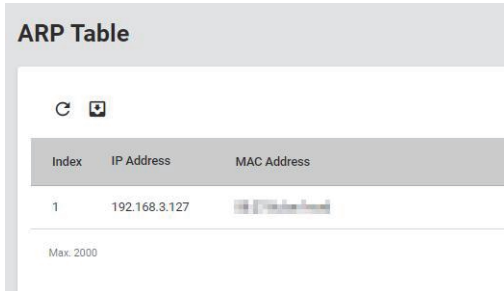 ARP Table
Index IP Address MAC Address
1 192.168.3.127
Max. 2000